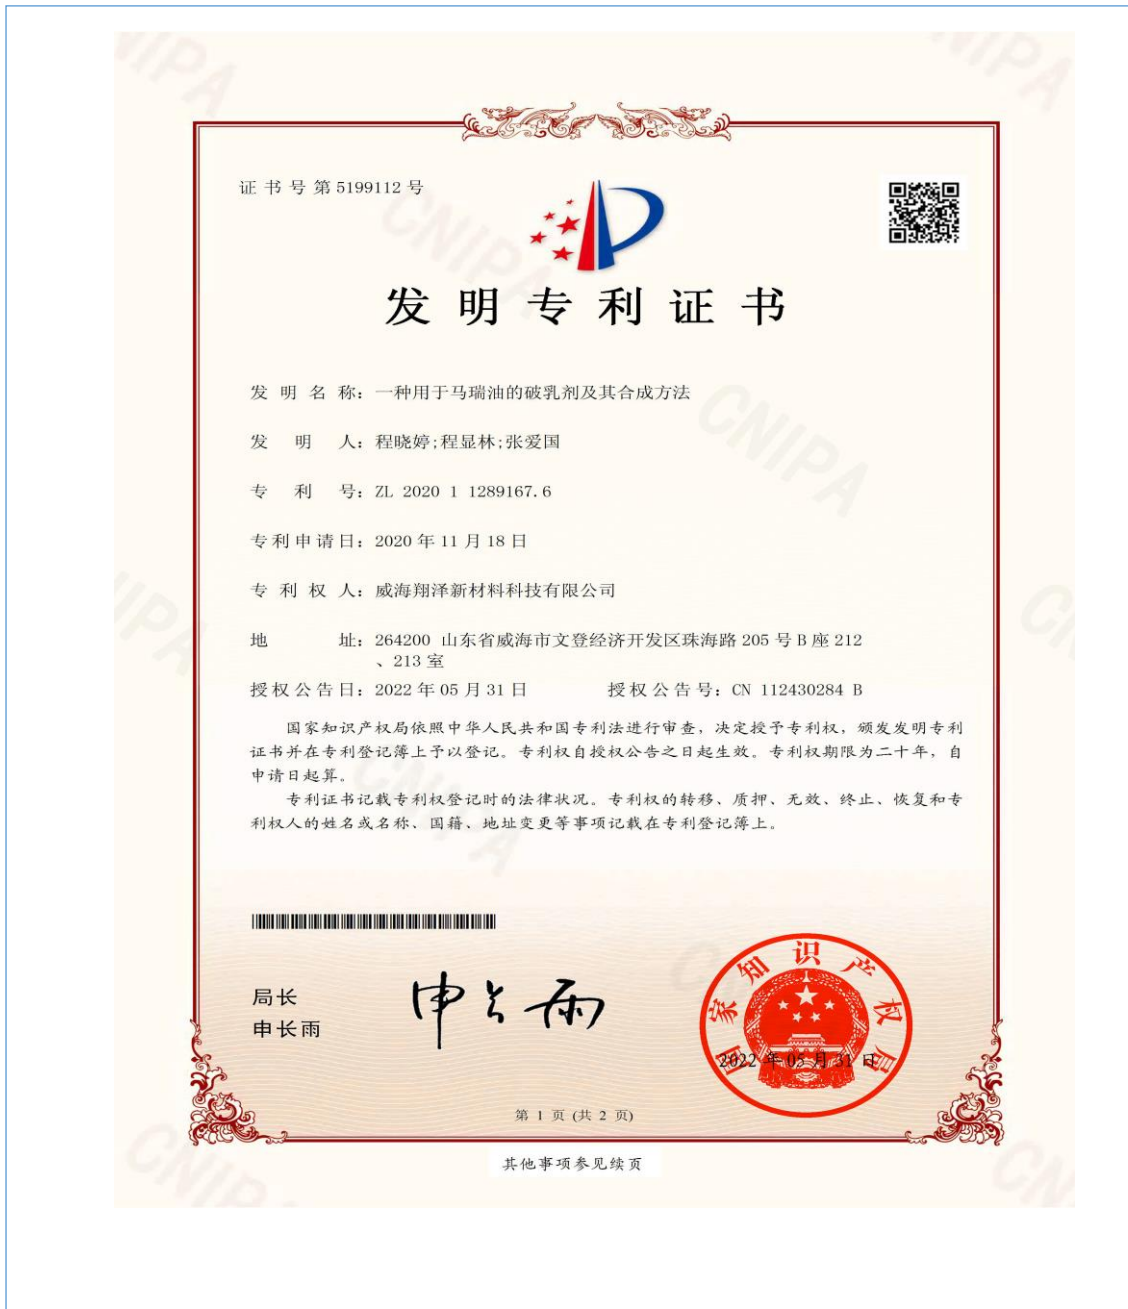 证书号第5199112号
发明专利证书
发明名称：一种用于马瑞油的破乳剂及其合成方法
发明人：程晓婷;程显林;张爱国
专利号：ZL 2020 1 1289167.6
专利申请日：2020年11月18日
专利权人：威海翔泽新材料科技有限公司
地址：264200 山东省威海市文登经济开发区珠海路205号B座212
、213室
授权公告日：2022年05月31日 授权公告号：CN 112430284 B
国家知识产权局依照中华人民共和国专利法进行审查，决定授予专利权，颁发发明专利
证书并在专利登记簿上予以登记。专利权自授权公告之日起生效。专利权期限为二十年，自
申请日起算。
专利证书记载专利权登记时的法律状况。专利权的转移、质押、无效、终止、恢复和专
利权人的姓名或名称、国籍、地址变更等事项记载在专利登记簿上。
局长
申长雨
申长雨
国家知识产权局
2022年05月31日
第 1 页 (共 2 页)
其他事项参见续页
CNIPA
CNIPA
CNIPA
CNIPA
CNIPA
CNIPA
CNIPA
CNIPA
CNIPA
CNIPA